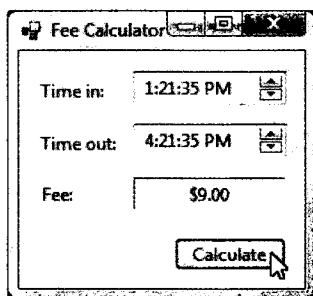 Fee Calculator
Time in: 1:21:35 PM
Time out: 4:21:35 PM
Fee: $9.00
Calculate